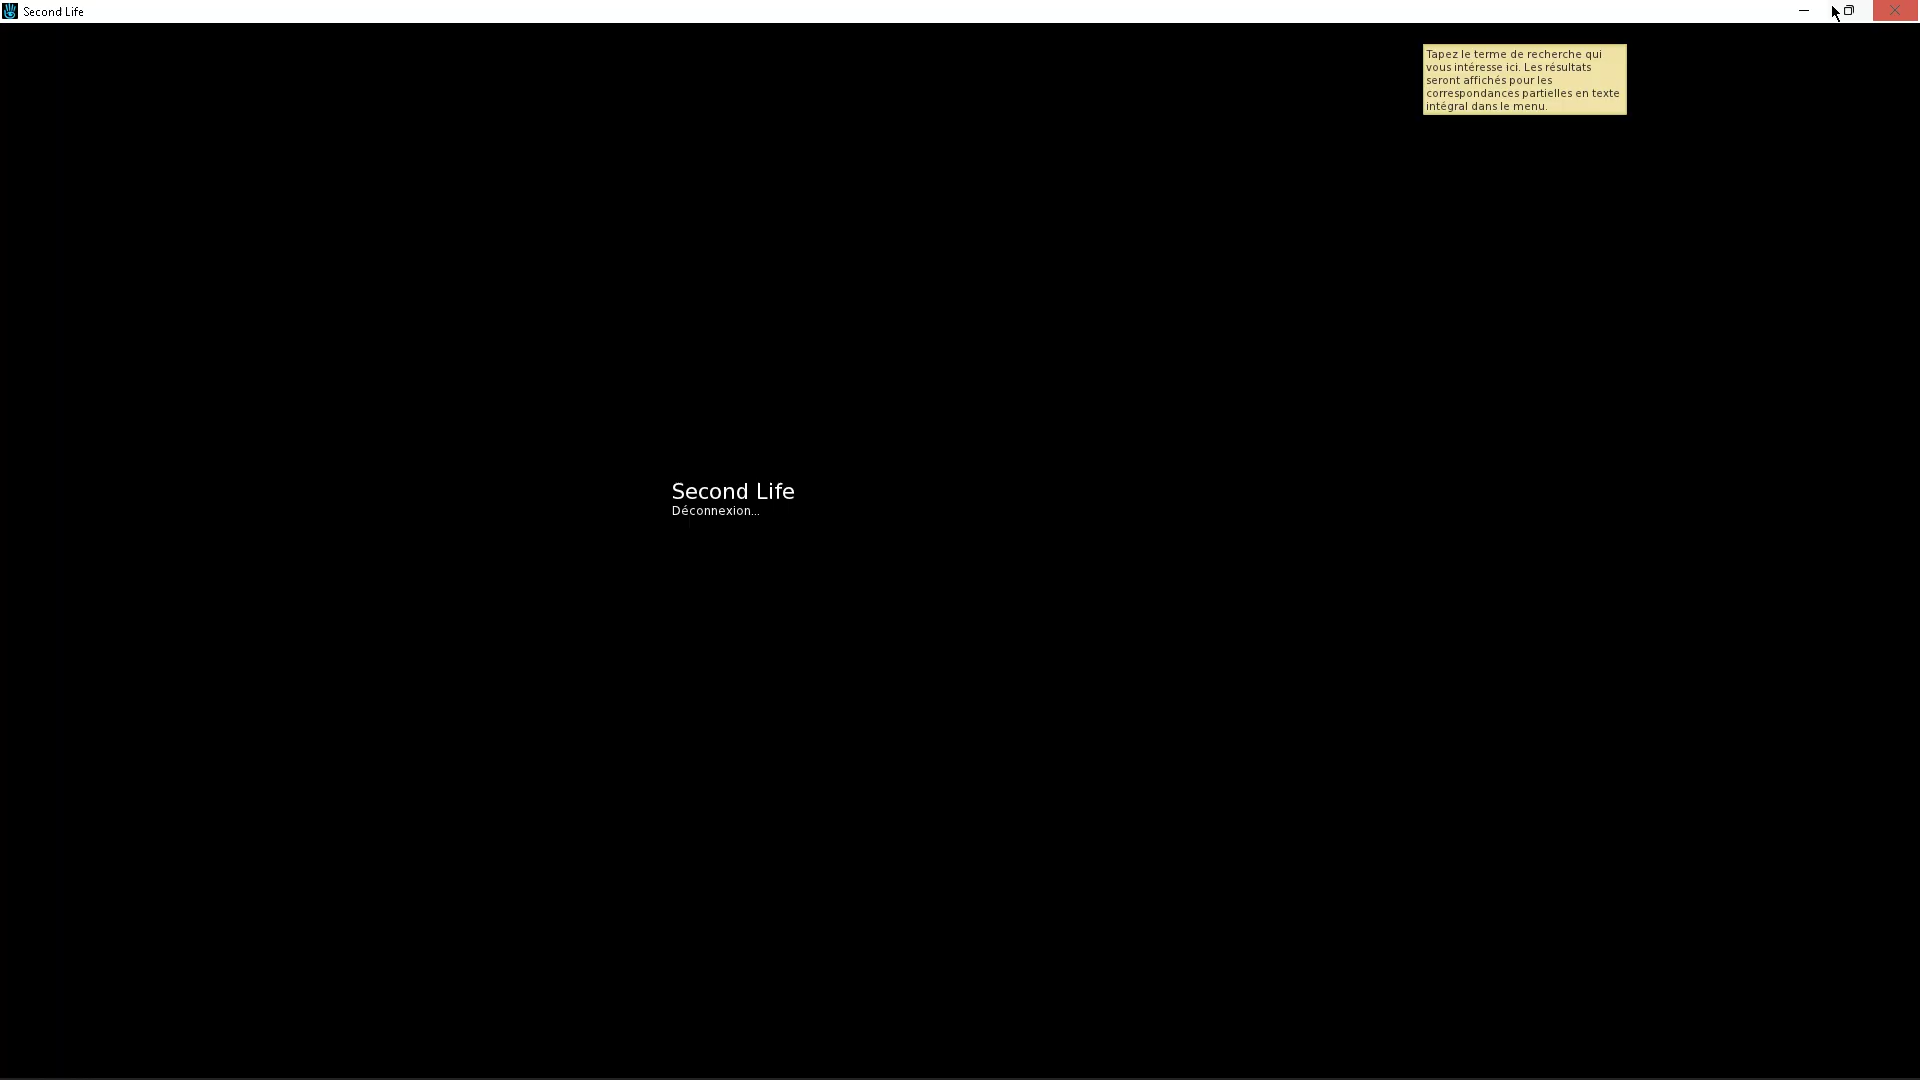 Second Life
Tapez le terme de recherche qui
vous intéresse ici. Les résultats
seront affichés pour les
correspondances partielles en texte
intégral dans le menu.
Second Life
Déconnexion...